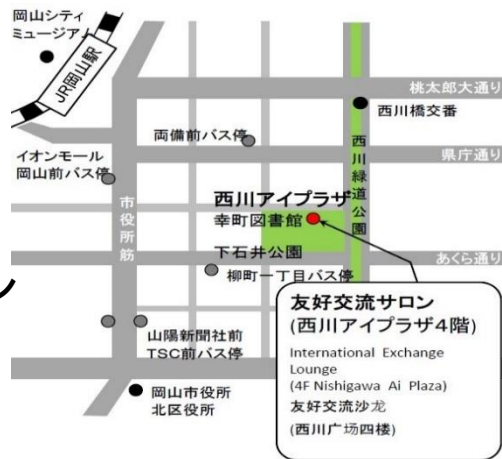 岡山シティ
ミュージアム
JR岡山駅
桃太郎大通り
西川橋交番
両備前バス停
県庁通り
イオンモール
岡山前バス停
西川緑道公園
市役所筋
西川アイプラザ
幸町図書館
下石井公園
あくら通り
柳町一丁目バス停
山陽新聞社前
TSC前バス停
岡山市役所
北区役所
友好交流サロン
(西川アイプラザ4階)
International Exchange
Lounge
(4F Nishigawa Ai Plaza)
友好交流沙龙
(西川广场四楼)